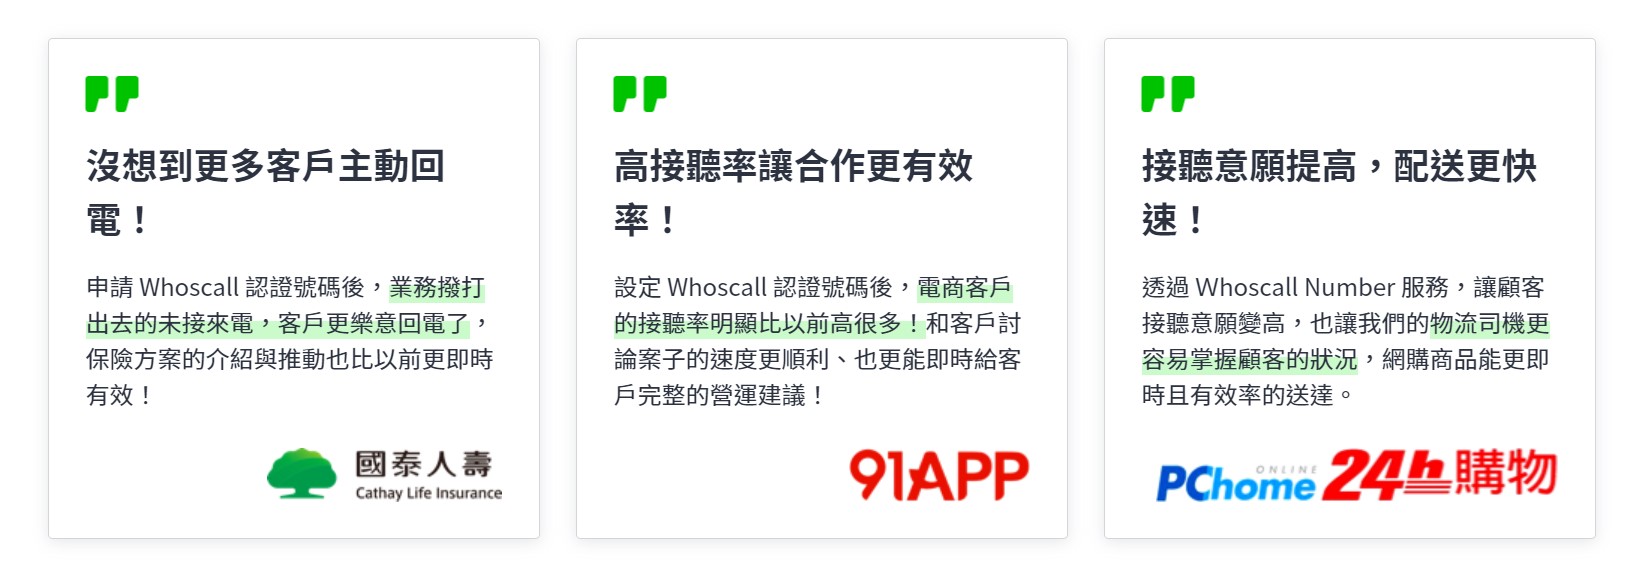 沒想到更多客戶主動回
電！
申請 Whoscall 認證號碼後，業務撥打
出去的未接來電，客戶更樂意回電了，
保險方案的介紹與推動也比以前更即時
有效！
國泰人壽
Cathay Life Insurance
高接聽率讓合作更有效
率！
設定 Whoscall 認證號碼後，電商客戶
的接聽率明顯比以前高很多！和客戶討
論案子的速度更順利、也更能即時給客
戶完整的營運建議！
91APP
接聽意願提高，配送更快
速！
透過 Whoscall Number 服務，讓顧客
接聽意願變高，也讓我們的物流司機更
容易掌握顧客的狀況，網購商品能更即
時且有效率的送達。
PChome ONLINE 24h購物